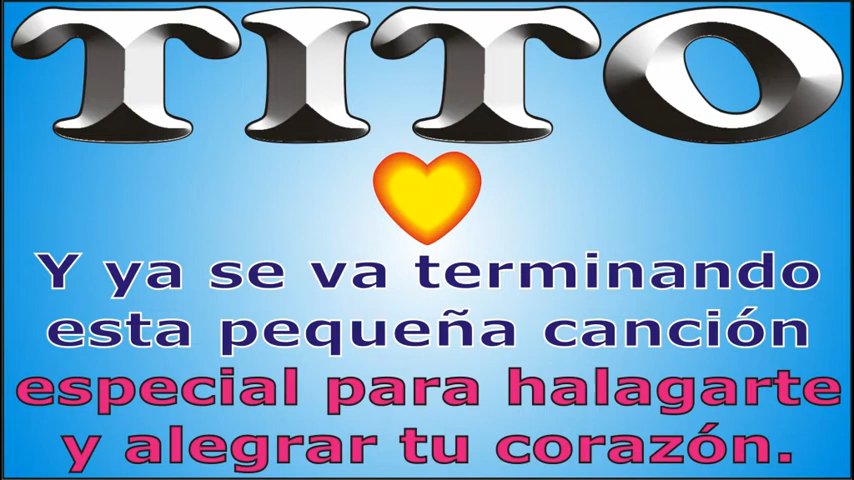 TITO
Y ya se va terminando
esta pequeña canción
especial para halagarte
y alegrar tu corazón.